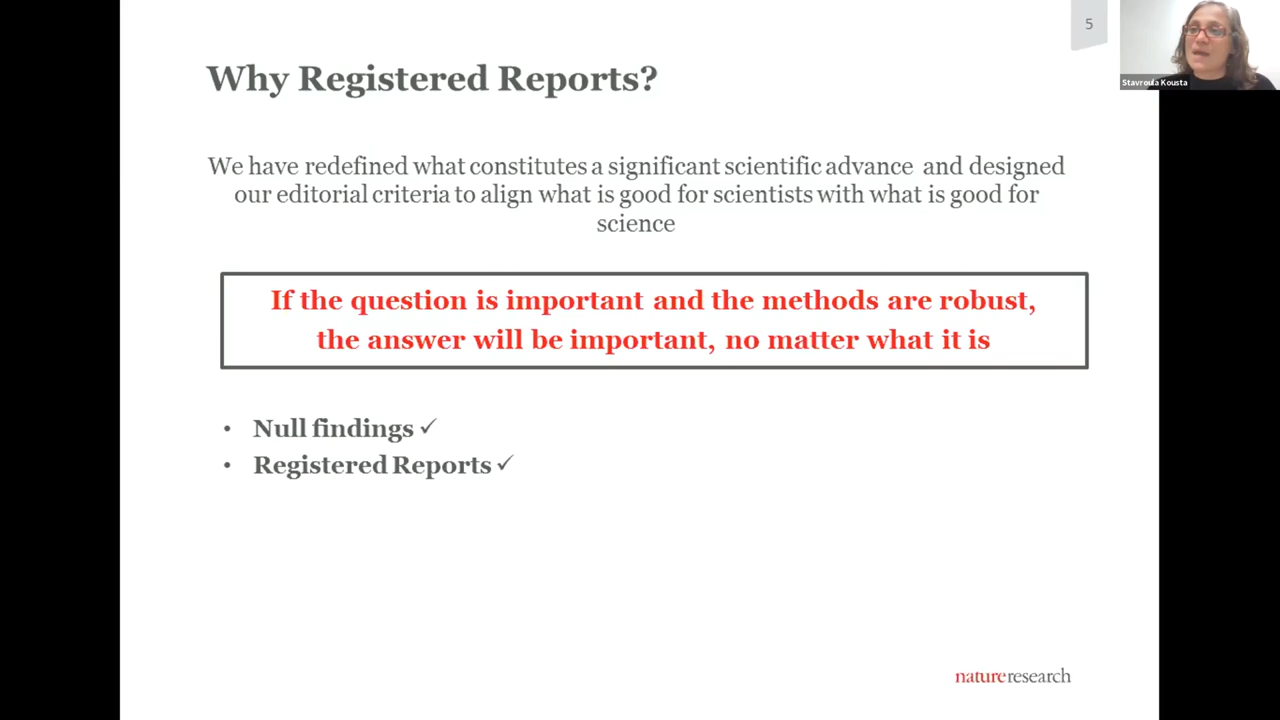 5
Stavroula Kousta
Why Registered Reports?
We have redefined what constitutes a significant scientific advance and designed
our editorial criteria to align what is good for scientists with what is good for
science
If the question is important and the methods are robust,
the answer will be important, no matter what it is
• Null findings ✓
• Registered Reports ✓
natureresearch